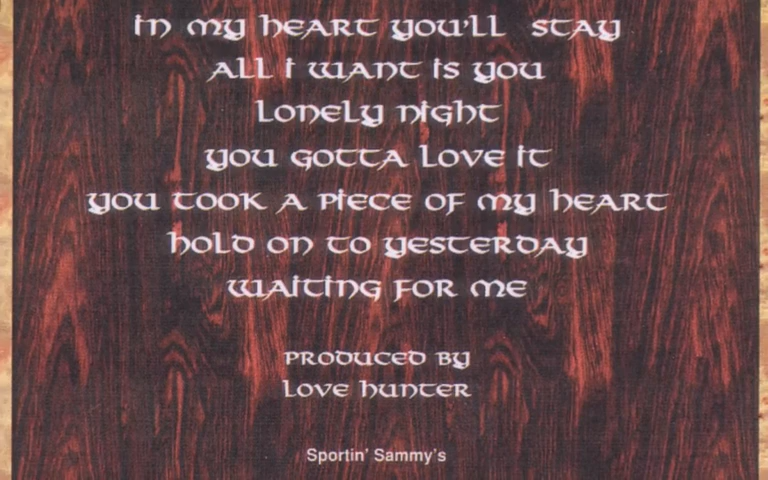 in my heart you'll stay
all i want is you
lonely night
you gotta love it
you took a piece of my heart
hold on to yesterday
waiting for me
produced by
love hunter
Sportin' Sammy's